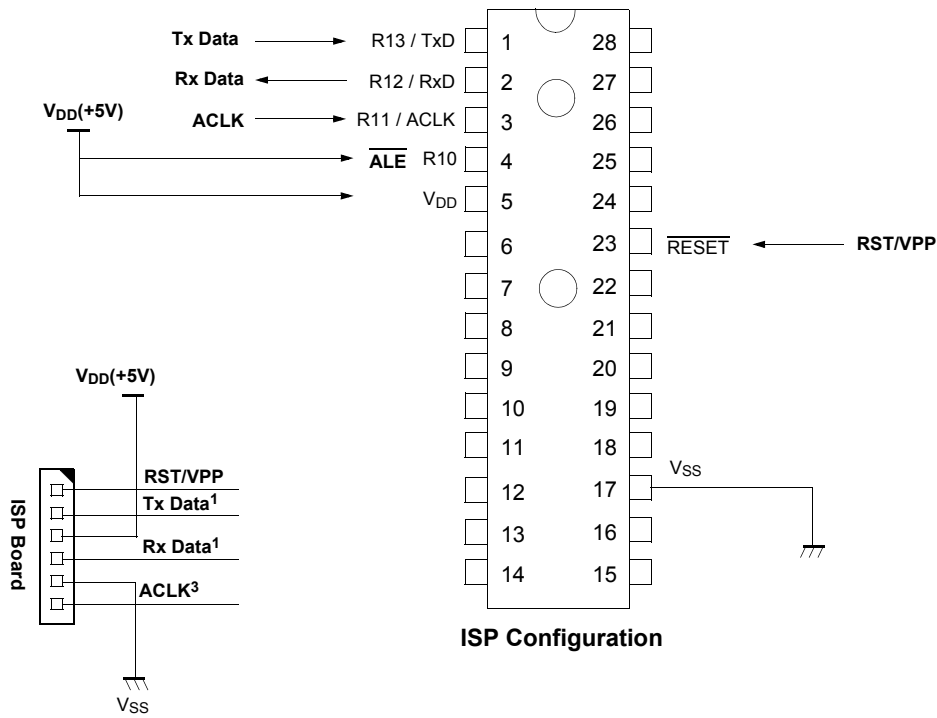 Tx Data R13 / TxD 1 28
Rx Data R12 / RxD 2 27
VDD(+5V)
ACLK R11 / ACLK 3 26
ALE R10 4 25
VDD 5 24
6 23 RESET RST/VPP
7 22
8 21
9 20
VDD(+5V)
10 19
11 18
VSS
12 17
13 16
14 15
ISP Board
RST/VPP
Tx Data1
Rx Data1
ACLK3
VSS
ISP Configuration